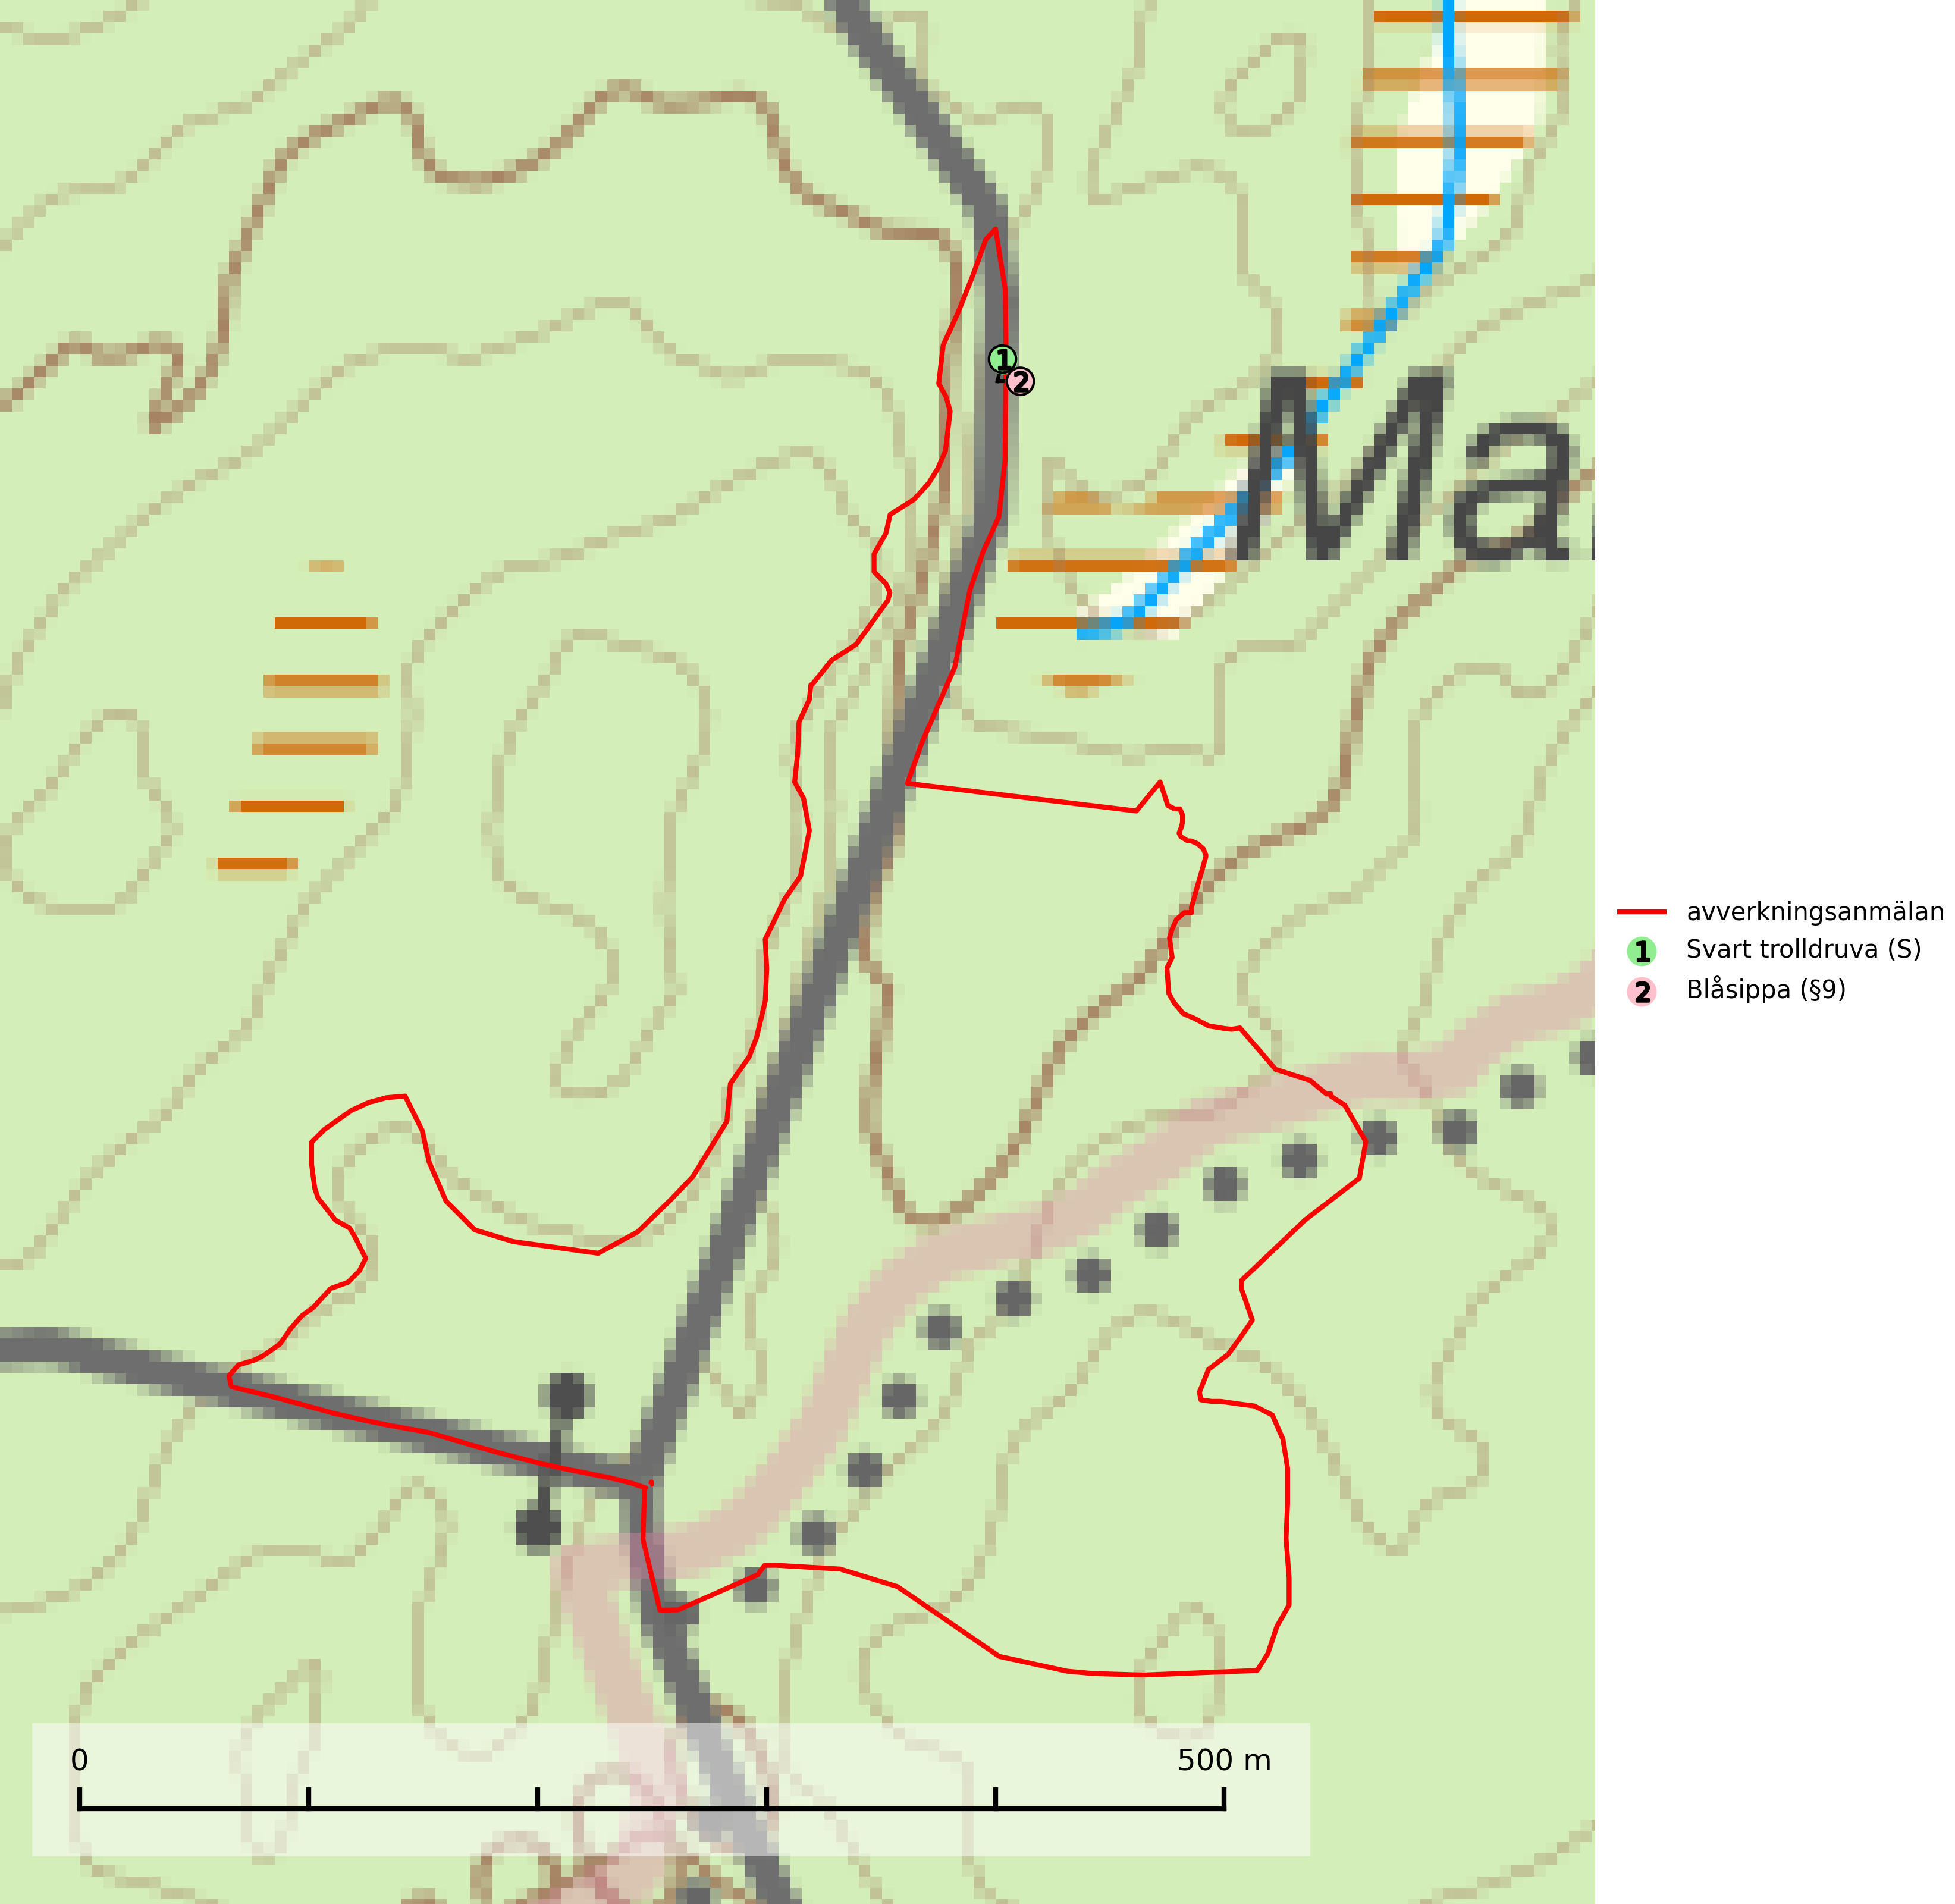 1
2
Ma
avverkningsanmälan
1 Svart trolldruva (S)
2 Blåsippa (§9)
0 500 m